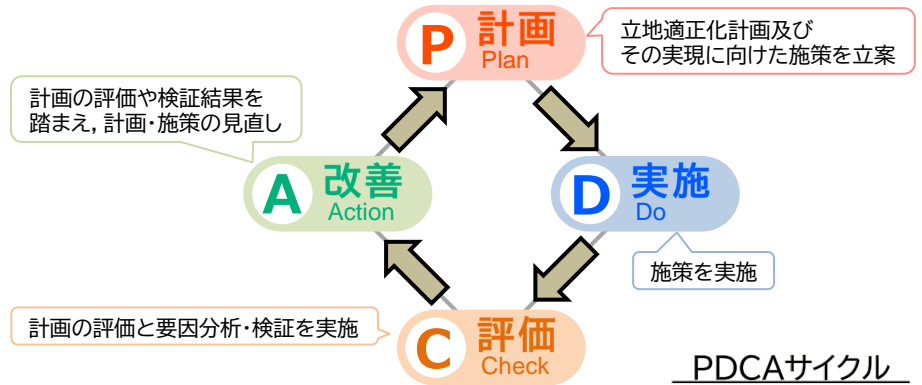 P 計画
Plan
立地適正化計画及び
その実現に向けた施策を立案
計画の評価や検証結果を
踏まえ,計画・施策の見直し
A 改善
Action
D 実施
Do
施策を実施
計画の評価と要因分析・検証を実施
C 評価
Check
PDCAサイクル